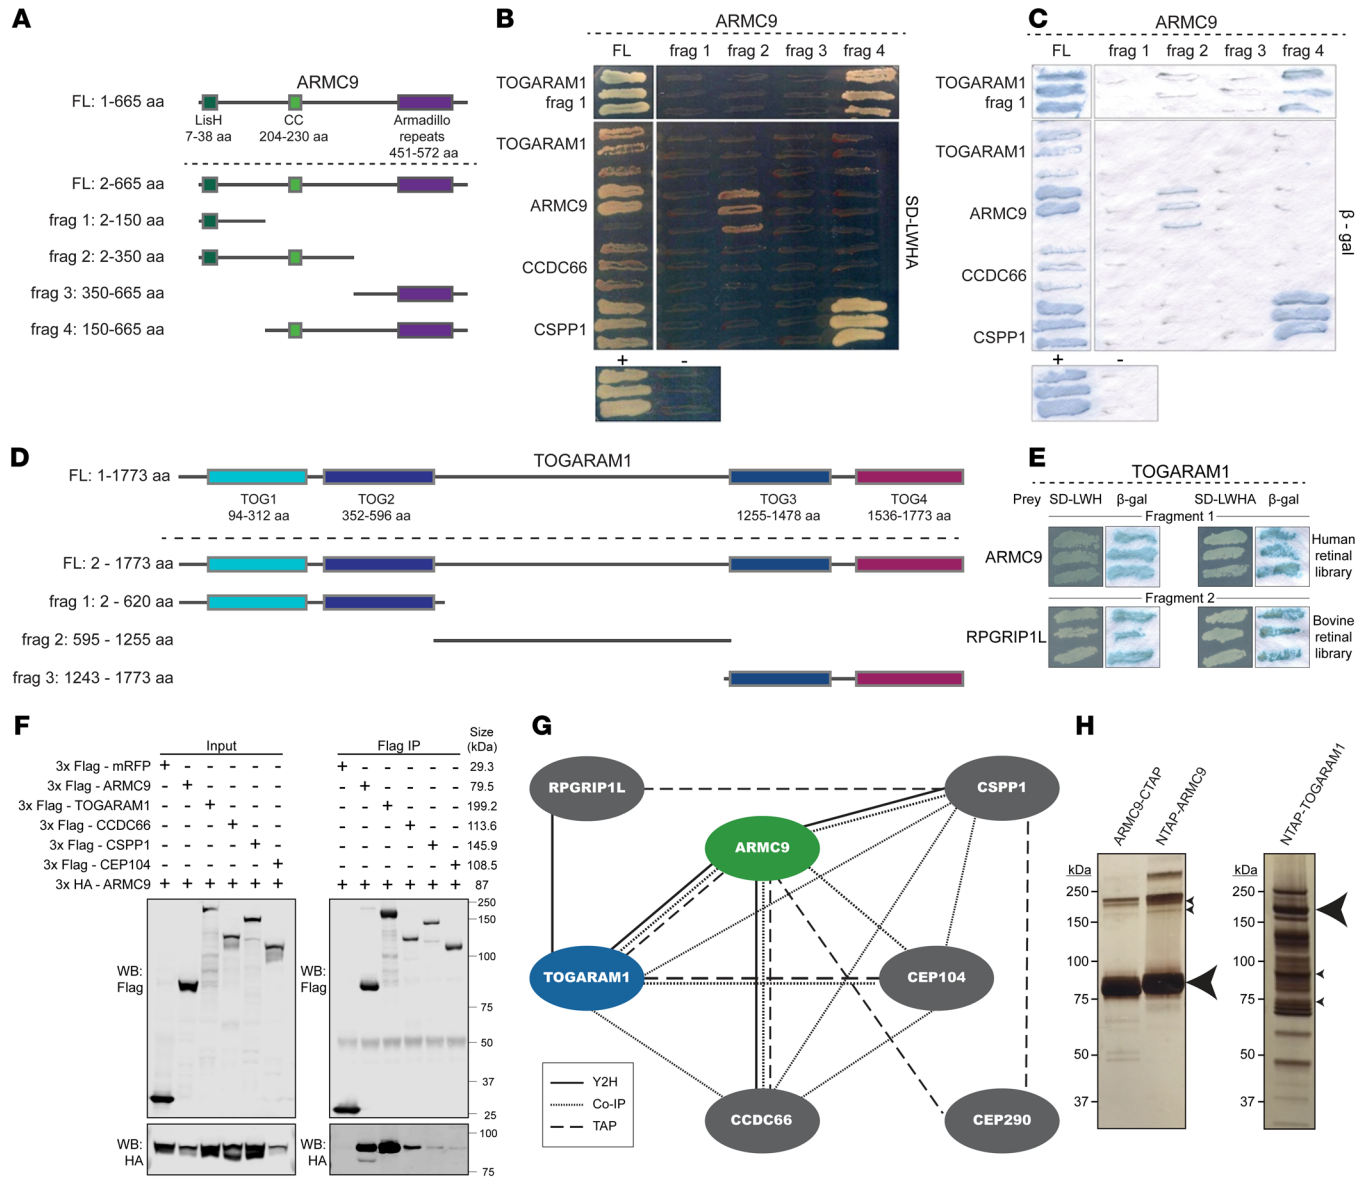 A
ARMC9
FL: 1-665 aa
LisH
7-38 aa
CC
204-230 aa
Armadillo
repeats
451-572 aa
FL: 2-665 aa
frag 1: 2-150 aa
frag 2: 2-350 aa
frag 3: 350-665 aa
frag 4: 150-665 aa
B
ARMC9
FL frag 1 frag 2 frag 3 frag 4
TOGARAM1
frag 1
TOGARAM1
ARMC9
CCDC66
CSPP1
SD-LWHA
+ -
C
ARMC9
FL frag 1 frag 2 frag 3 frag 4
TOGARAM1
frag 1
TOGARAM1
ARMC9
CCDC66
CSPP1
β - gal
+ -
D
TOGARAM1
FL: 1-1773 aa
TOG1
94-312 aa
TOG2
352-596 aa
TOG3
1255-1478 aa
TOG4
1536-1773 aa
FL: 2 - 1773 aa
frag 1: 2 - 620 aa
frag 2: 595 - 1255 aa
frag 3: 1243 - 1773 aa
E
TOGARAM1
Prey SD-LWH β-gal SD-LWHA β-gal
Fragment 1
ARMC9
Human
retinal
library
Fragment 2
RPGRIP1L
Bovine
retinal
library
F
Input Flag IP
Size
(kDa)
3x Flag - mRFP + - - - - - + - - - - - 29.3
3x Flag - ARMC9 - + - - - - - + - - - - 79.5
3x Flag - TOGARAM1 - - + - - - - - + - - - 199.2
3x Flag - CCDC66 - - - + - - - - - + - - 113.6
3x Flag - CSPP1 - - - - + - - - - - + - 145.9
3x Flag - CEP104 - - - - - + - - - - - + 108.5
3x HA - ARMC9 + + + + + + + + + + + + 87
WB:
Flag
WB:
Flag
250
150
100
75
50
37
25
WB:
HA
WB:
HA
100
75
G
RPGRIP1L
CSPP1
ARMC9
TOGARAM1
CEP104
CCDC66
CEP290
Y2H
Co-IP
TAP
H
ARMC9-CTAP
NTAP-ARMC9
kDa
250
150
100
75
50
37
NTAP-TOGARAM1
kDa
250
150
100
75
50
37